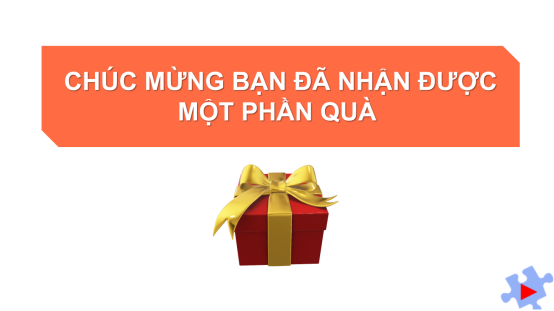 CHÚC MỪNG BẠN ĐÃ NHẬN ĐƯỢC
MỘT PHẦN QUÀ